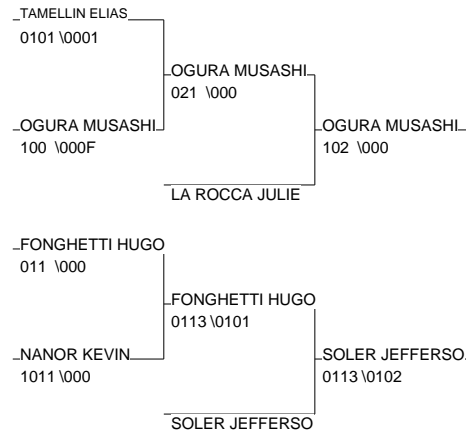 TAMELLIN ELIAS
0101 \0001
OGURA MUSASHI
021 \000
OGURA MUSASHI
100 \000F
OGURA MUSASHI
102 \000
LA ROCCA JULIE
FONGHETTI HUGO
011 \000
FONGHETTI HUGO
0113 \0101
NANOR KEVIN
1011 \000
SOLER JEFFERSO
0113 \0102
SOLER JEFFERSO